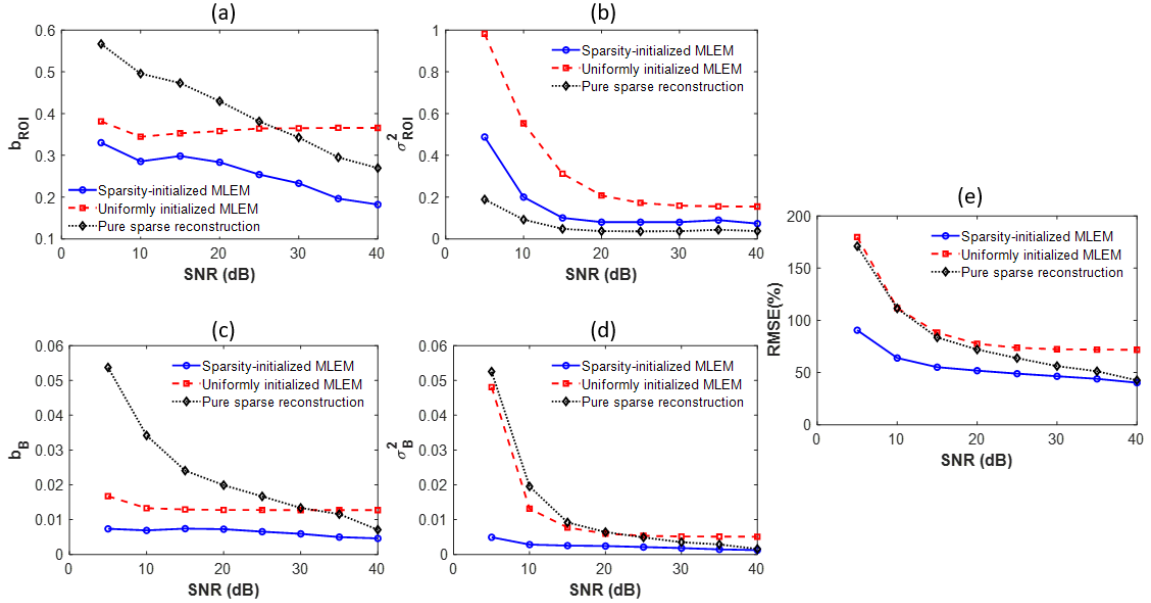 (a)
b_ROI
0.6
0.5
0.4
0.3
0.2
0.1
Sparsity-initialized MLEM
Uniformly initialized MLEM
Pure sparse reconstruction
0 10 20 30 40
SNR (dB)
(b)
σ²_ROI
1
0.8
0.6
0.4
0.2
0
Sparsity-initialized MLEM
Uniformly initialized MLEM
Pure sparse reconstruction
0 10 20 30 40
SNR (dB)
(c)
b_B
0.06
0.05
0.04
0.03
0.02
0.01
0
Sparsity-initialized MLEM
Uniformly initialized MLEM
Pure sparse reconstruction
0 10 20 30 40
SNR (dB)
(d)
σ²_B
0.06
0.05
0.04
0.03
0.02
0.01
0
Sparsity-initialized MLEM
Uniformly initialized MLEM
Pure sparse reconstruction
0 10 20 30 40
SNR (dB)
(e)
RMSE(%)
200
150
100
50
0
Sparsity-initialized MLEM
Uniformly initialized MLEM
Pure sparse reconstruction
0 10 20 30 40
SNR (dB)